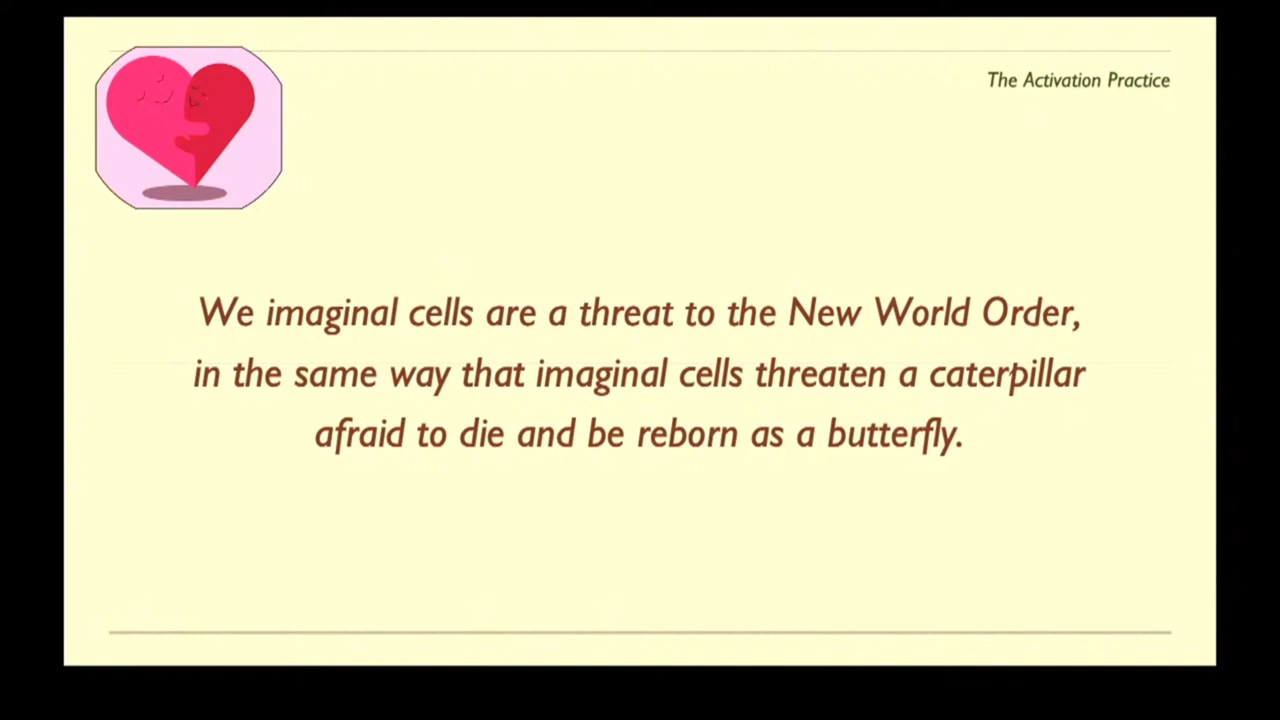 The Activation Practice
We imaginal cells are a threat to the New World Order,
in the same way that imaginal cells threaten a caterpillar
afraid to die and be reborn as a butterfly.